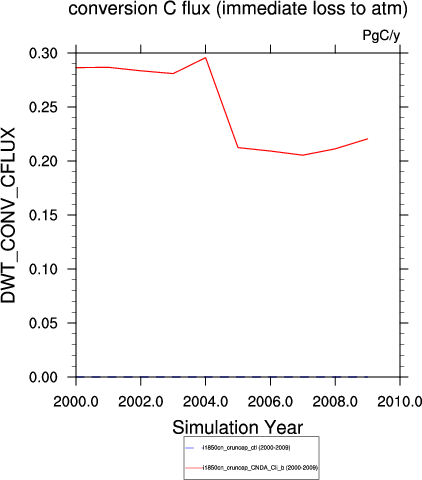 conversion C flux (immediate loss to atm)
PgC/y
0.30
0.25
0.20
0.15
0.10
0.05
0.00
DWT_CONV_CFLUX
2000.0 2002.0 2004.0 2006.0 2008.0 2010.0
Simulation Year
i1850cn_cruncep_ctl (2000-2009)
i1850cn_cruncep_CNDA_Cli_b (2000-2009)